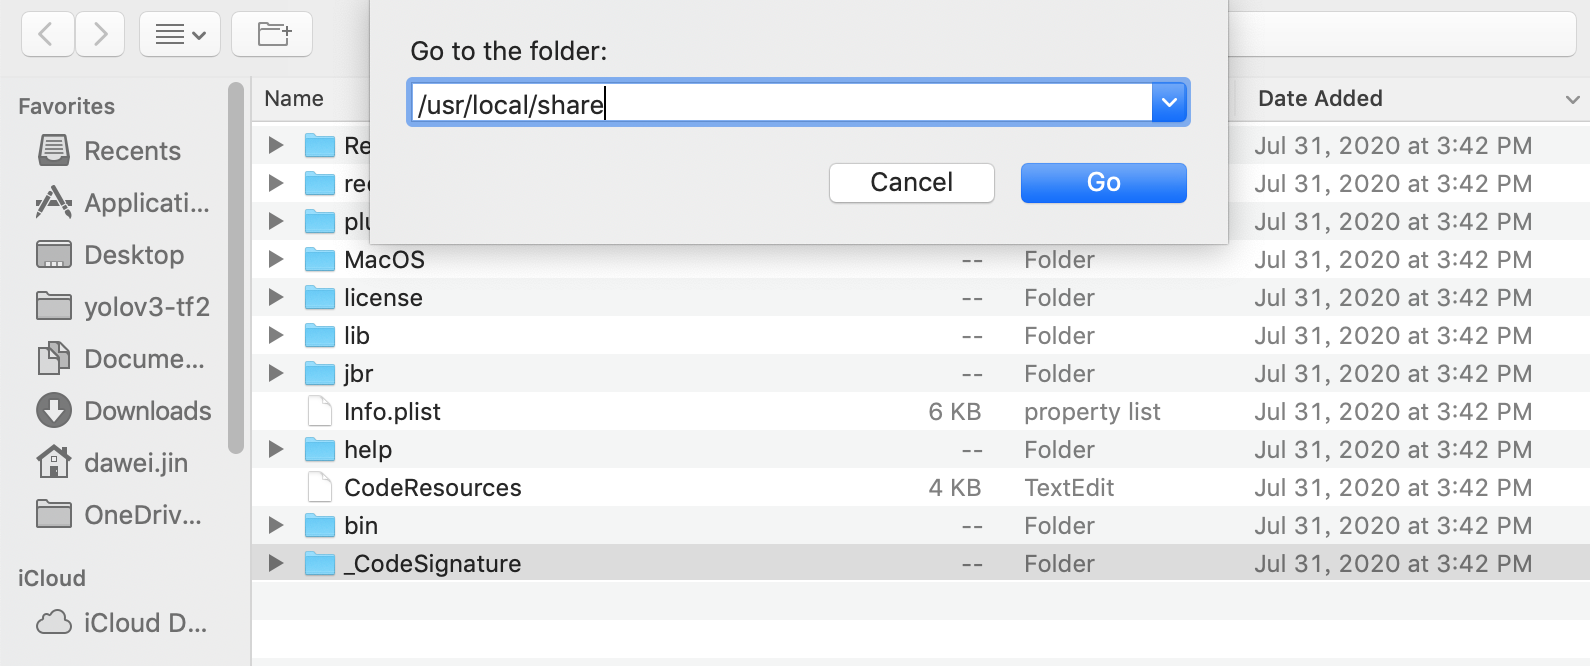 Go to the folder:
/usr/local/share
Cancel
Go
Favorites
Recents
Applicati...
Desktop
yolov3-tf2
Docume...
Downloads
dawei.jin
OneDriv...
iCloud
iCloud D...
Name
Date Added
Re
Jul 31, 2020 at 3:42 PM
Jul 31, 2020 at 3:42 PM
plu
Jul 31, 2020 at 3:42 PM
MacOS -- Folder Jul 31, 2020 at 3:42 PM
license -- Folder Jul 31, 2020 at 3:42 PM
lib -- Folder Jul 31, 2020 at 3:42 PM
jbr -- Folder Jul 31, 2020 at 3:42 PM
Info.plist 6 KB property list Jul 31, 2020 at 3:42 PM
help -- Folder Jul 31, 2020 at 3:42 PM
CodeResources 4 KB TextEdit Jul 31, 2020 at 3:42 PM
bin -- Folder Jul 31, 2020 at 3:42 PM
_CodeSignature -- Folder Jul 31, 2020 at 3:42 PM